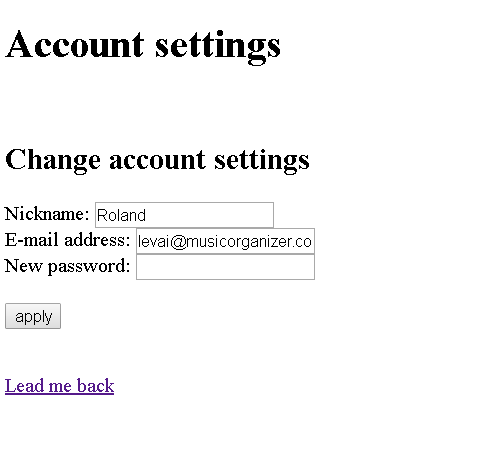 Account settings
Change account settings
Nickname: Roland
E-mail address: levai@musicorganizer.co
New password:
apply
Lead me back